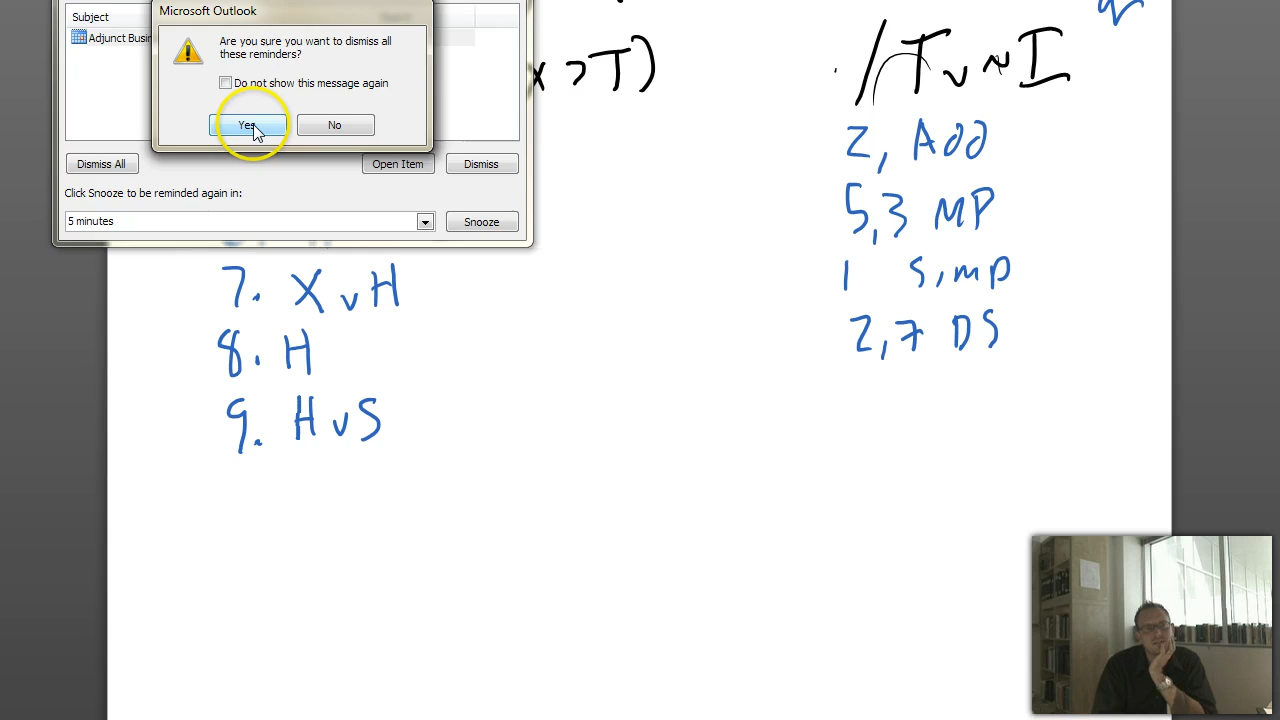 Microsoft Outlook
Subject
Adjunct Busin
Are you sure you want to dismiss all
these reminders?
Do not show this message again
Yes
No
Dismiss All
Open Item
Dismiss
Click Snooze to be reminded again in:
5 minutes
Snooze
x ⊃ T)
/ T v ~ I
2, ADD
5,3 MP
7. X v H
1 simp
8. H
2,7 DS
9. H v S